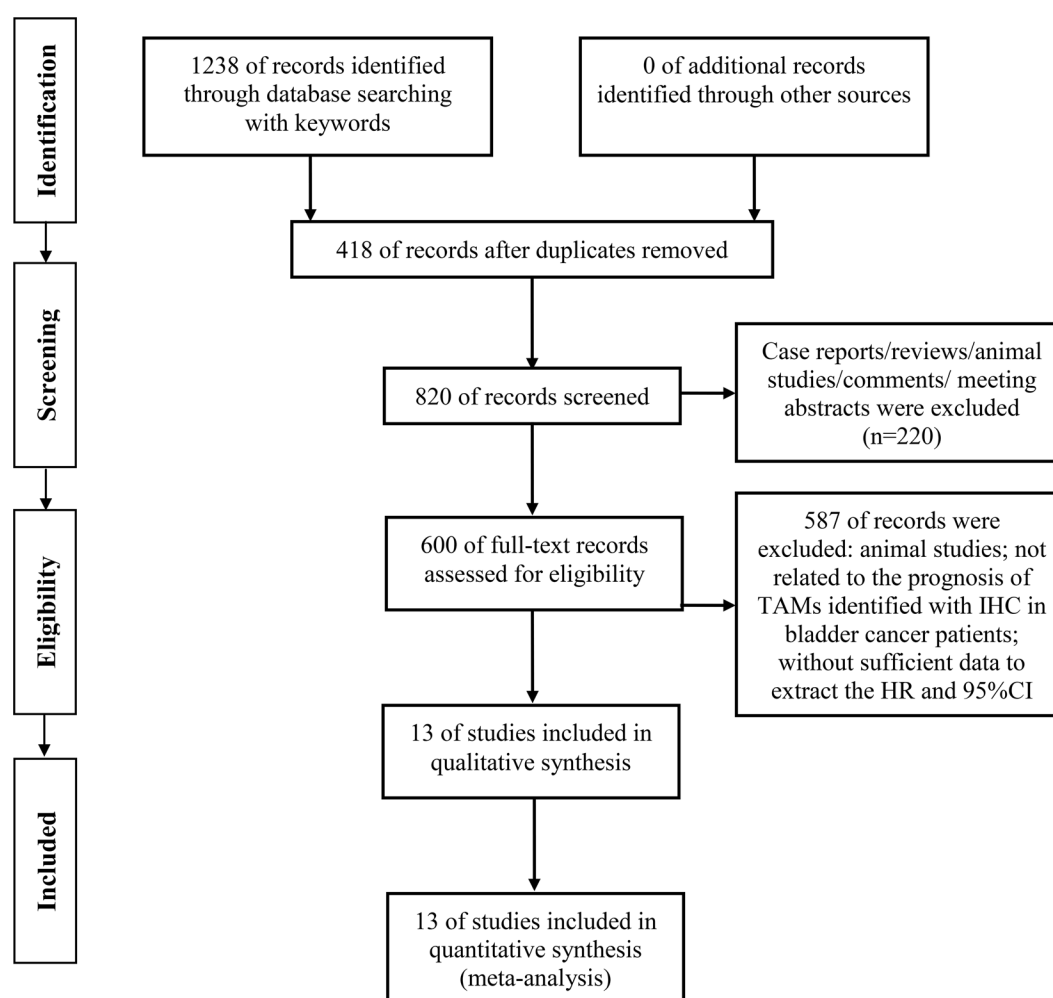 Identification
1238 of records identified
through database searching
with keywords
0 of additional records
identified through other sources
418 of records after duplicates removed
Screening
820 of records screened
Case reports/reviews/animal
studies/comments/ meeting
abstracts were excluded
(n=220)
Eligibility
600 of full-text records
assessed for eligibility
587 of records were
excluded: animal studies; not
related to the prognosis of
TAMs identified with IHC in
bladder cancer patients;
without sufficient data to
extract the HR and 95%CI
Included
13 of studies included in
qualitative synthesis
13 of studies included in
quantitative synthesis
(meta-analysis)